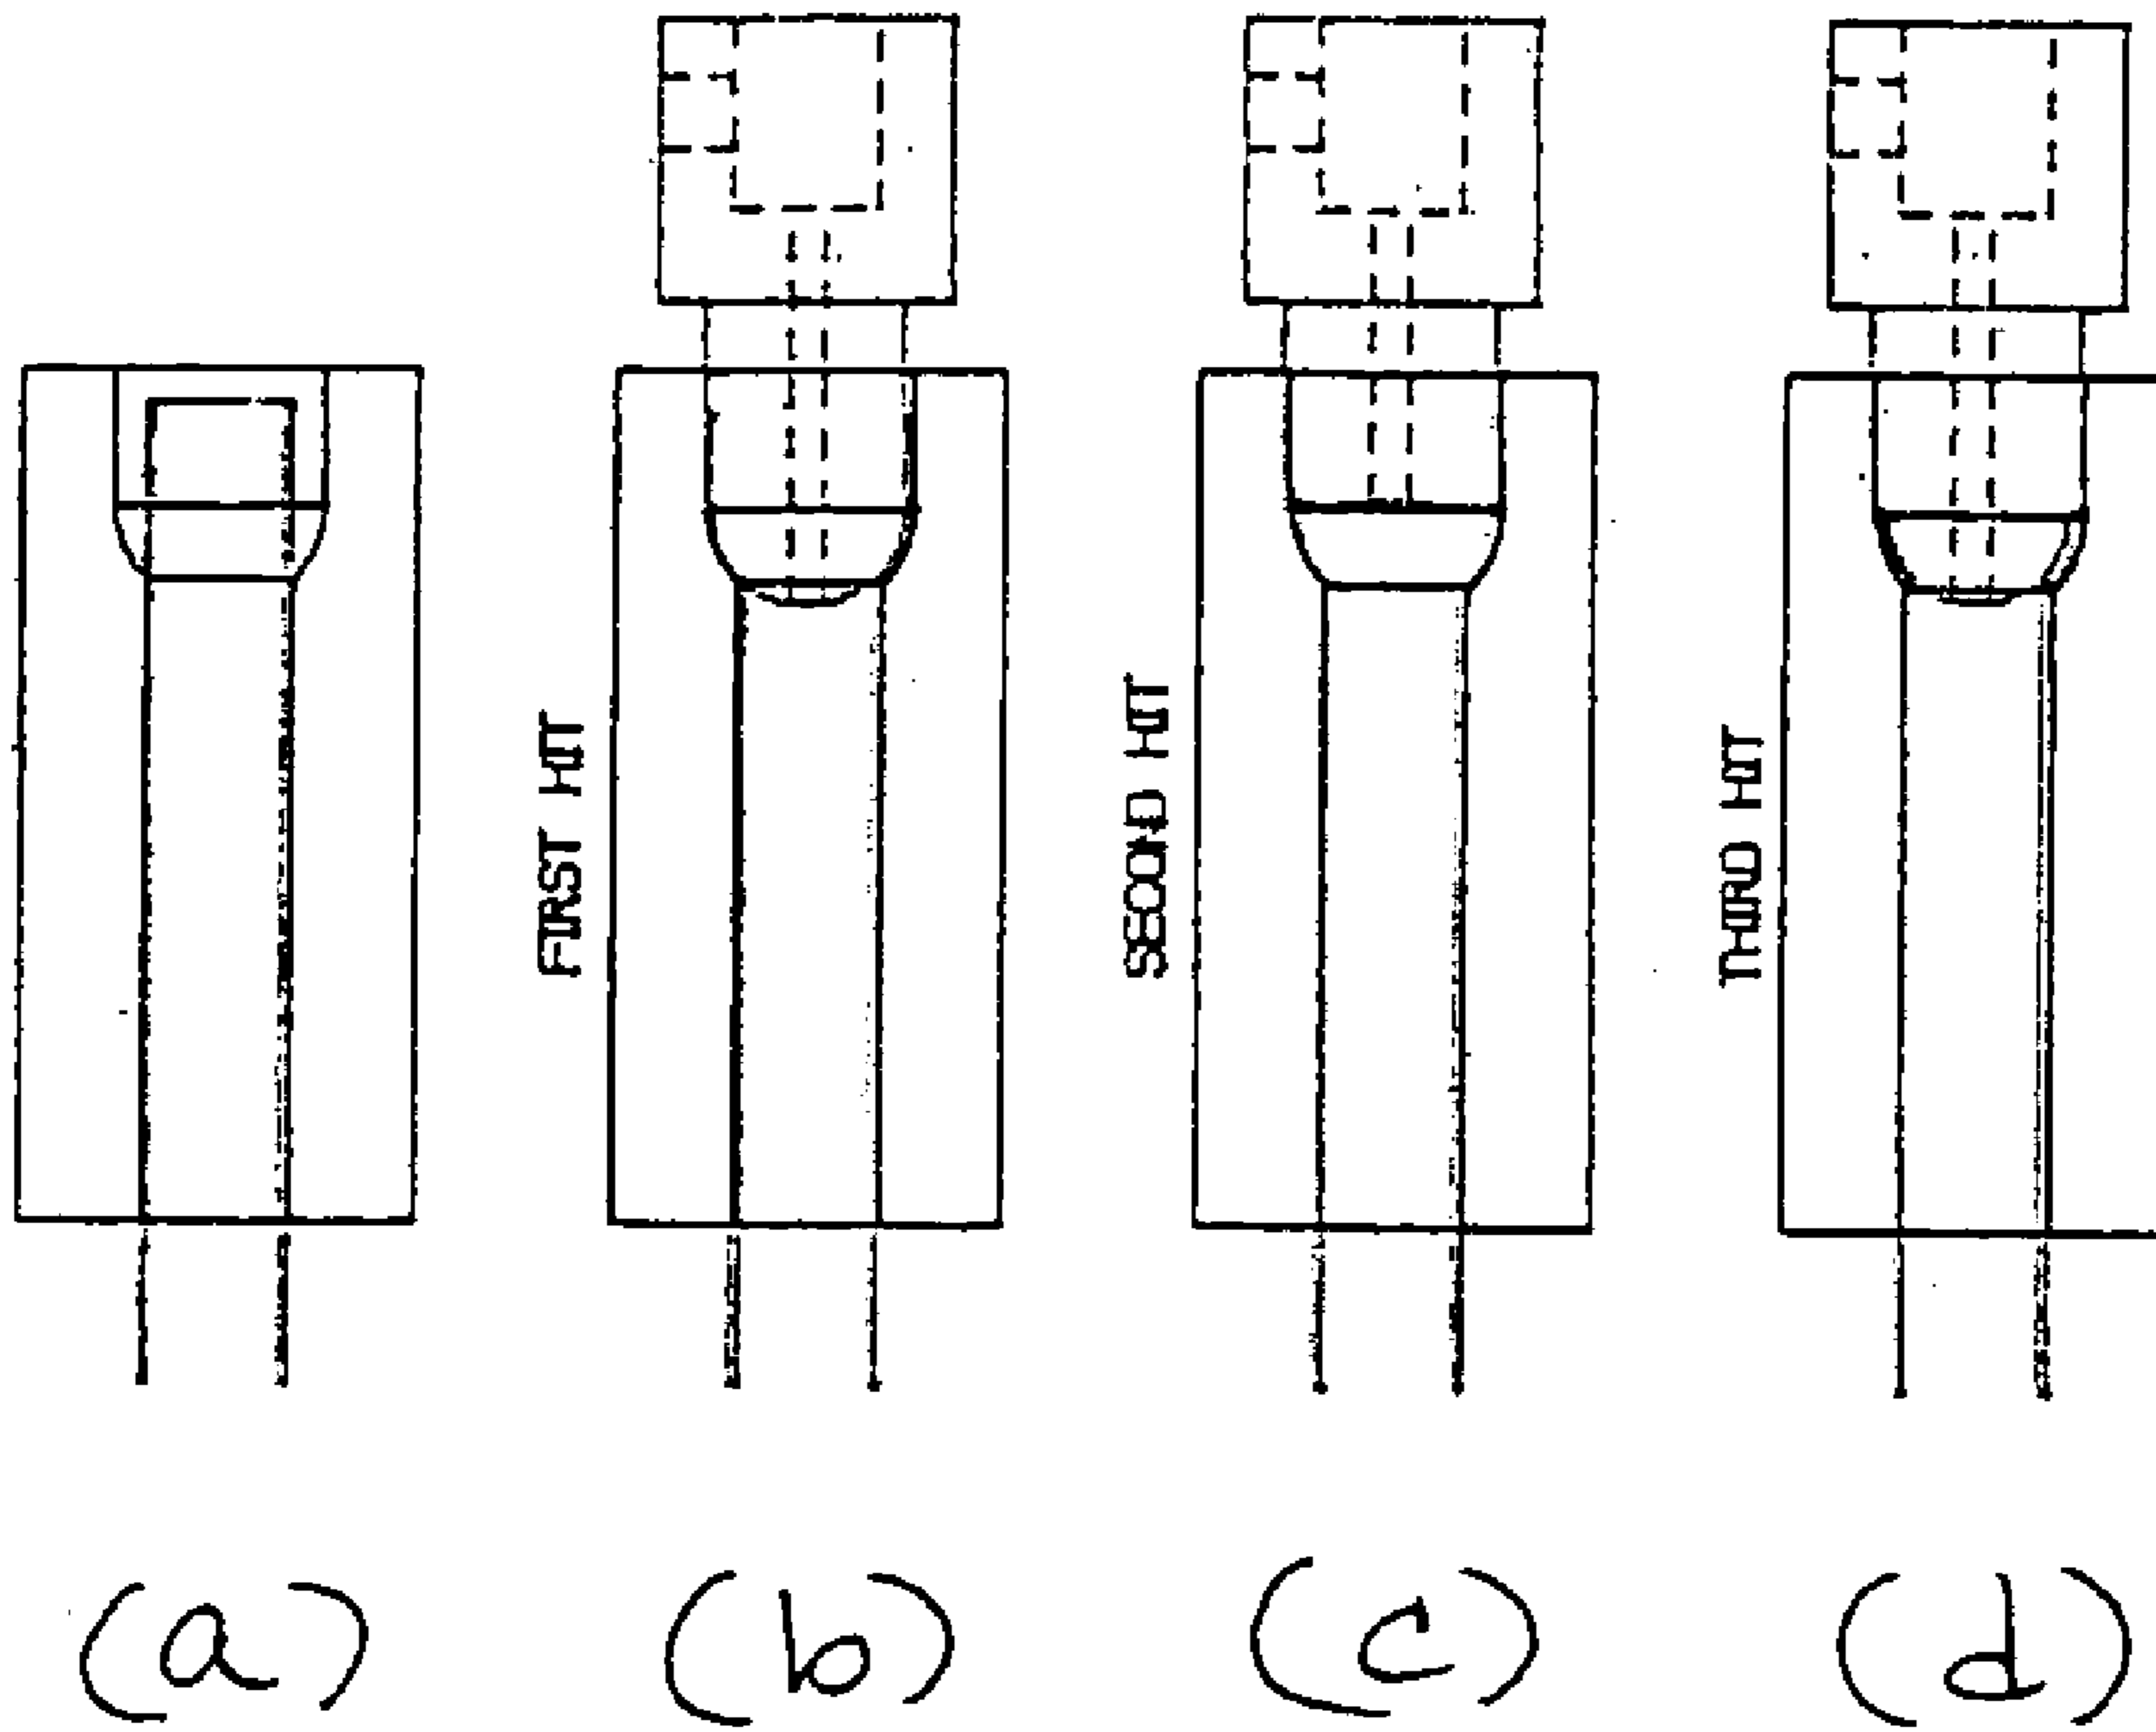 FIRST HIT
SECOND HIT
THIRD HIT
(a)
(b)
(c)
(d)